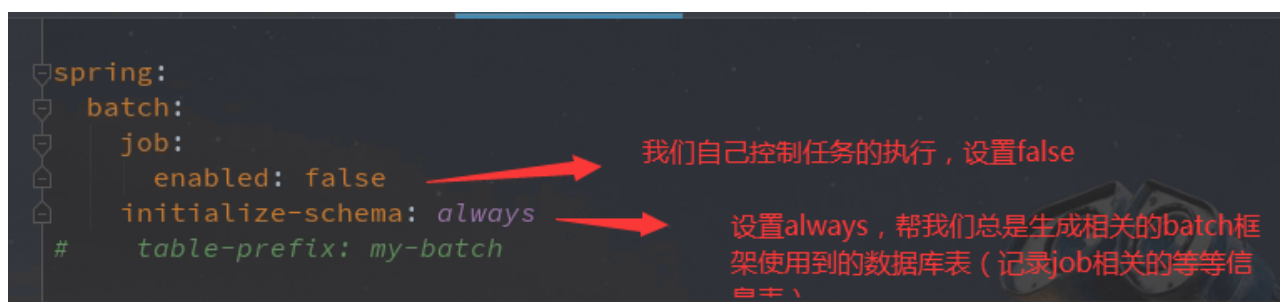 spring:
batch:
job:
我们自己控制任务的执行，设置false
enabled: false
initialize-schema: always
设置always，帮我们总是生成相关的batch框
# table-prefix: my-batch
架使用到的数据库表（记录job相关的等等信
息表）